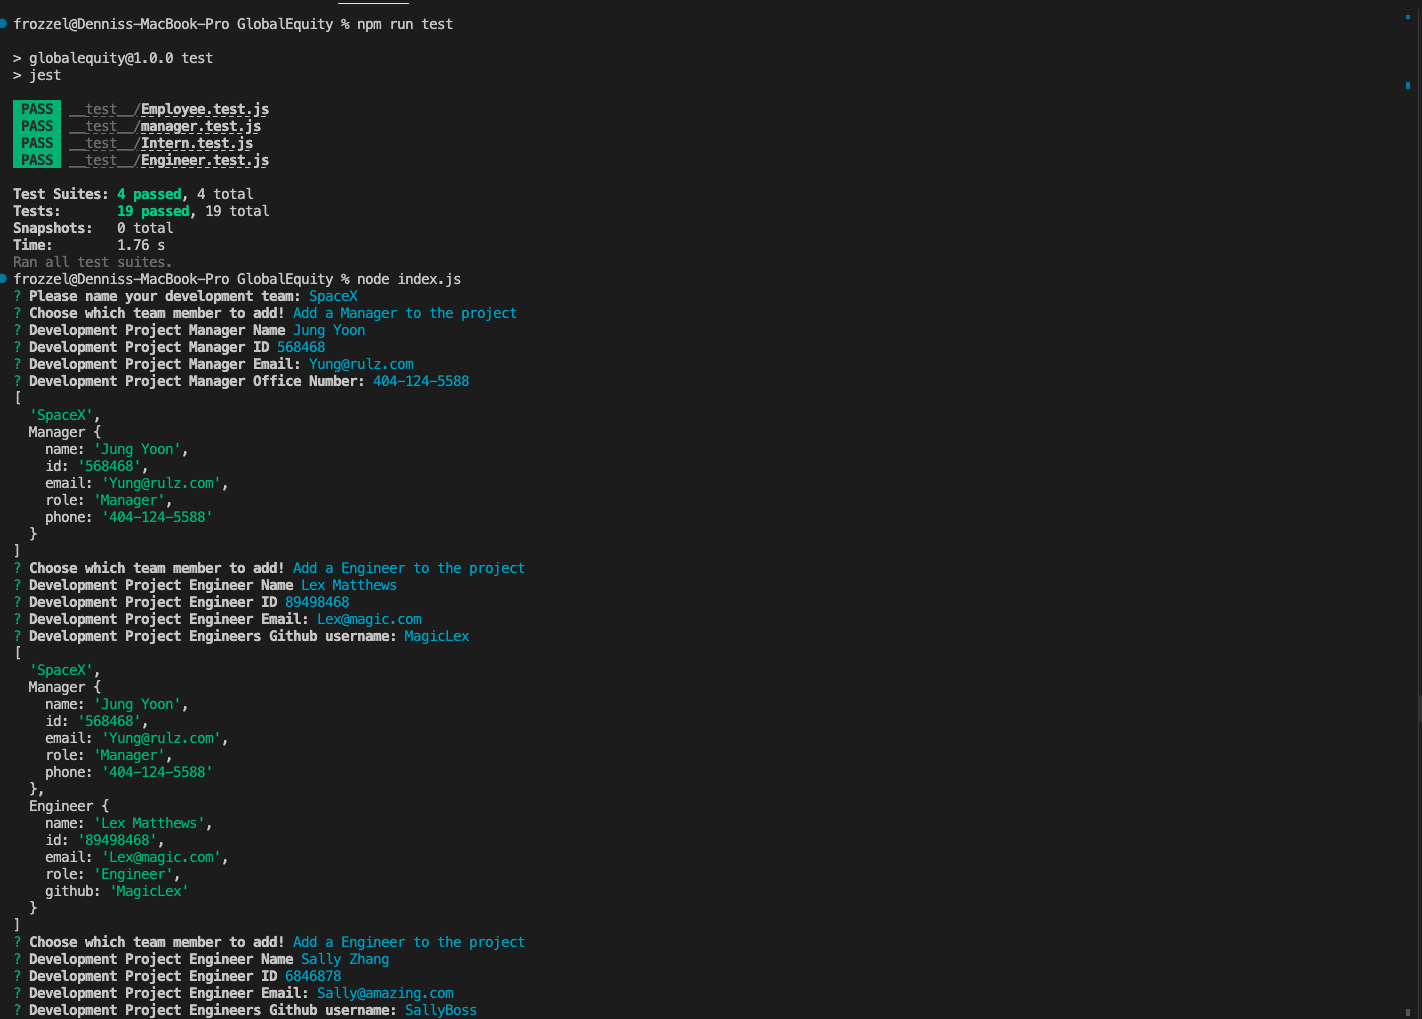 frozzel@Denniss-MacBook-Pro GlobalEquity % npm run test
> globalequity@1.0.0 test
> jest
PASS __test__/Employee.test.js
PASS __test__/manager.test.js
PASS __test__/Intern.test.js
PASS __test__/Engineer.test.js
Test Suites: 4 passed, 4 total
Tests: 19 passed, 19 total
Snapshots: 0 total
Time: 1.76 s
Ran all test suites.
frozzel@Denniss-MacBook-Pro GlobalEquity % node index.js
? Please name your development team: SpaceX
? Choose which team member to add! Add a Manager to the project
? Development Project Manager Name Jung Yoon
? Development Project Manager ID 568468
? Development Project Manager Email: Yung@rulz.com
? Development Project Manager Office Number: 404-124-5588
[
'SpaceX',
Manager {
name: 'Jung Yoon',
id: '568468',
email: 'Yung@rulz.com',
role: 'Manager',
phone: '404-124-5588'
}
]
? Choose which team member to add! Add a Engineer to the project
? Development Project Engineer Name Lex Matthews
? Development Project Engineer ID 89498468
? Development Project Engineer Email: Lex@magic.com
? Development Project Engineers Github username: MagicLex
[
'SpaceX',
Manager {
name: 'Jung Yoon',
id: '568468',
email: 'Yung@rulz.com',
role: 'Manager',
phone: '404-124-5588'
},
Engineer {
name: 'Lex Matthews',
id: '89498468',
email: 'Lex@magic.com',
role: 'Engineer',
github: 'MagicLex'
}
]
? Choose which team member to add! Add a Engineer to the project
? Development Project Engineer Name Sally Zhang
? Development Project Engineer ID 6846878
? Development Project Engineer Email: Sally@amazing.com
? Development Project Engineers Github username: SallyBoss